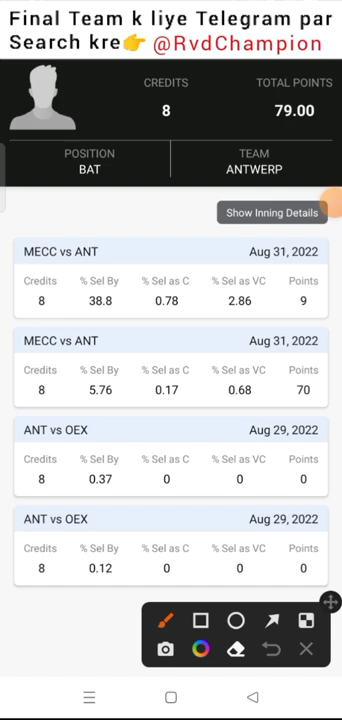 Final Team k liye Telegram par
Search kre👉 @RvdChampion
CREDITS TOTAL POINTS
8 79.00
POSITION TEAM
BAT ANTWERP
Show Inning Details
MECC vs ANT Aug 31, 2022
Credits % Sel By % Sel as C % Sel as VC Points
8 38.8 0.78 2.86 9
MECC vs ANT Aug 31, 2022
Credits % Sel By % Sel as C % Sel as VC Points
8 5.76 0.17 0.68 70
ANT vs OEX Aug 29, 2022
Credits % Sel By % Sel as C % Sel as VC Points
8 0.37 0 0 0
ANT vs OEX Aug 29, 2022
Credits % Sel By % Sel as C % Sel as VC Points
8 0.12 0 0 0